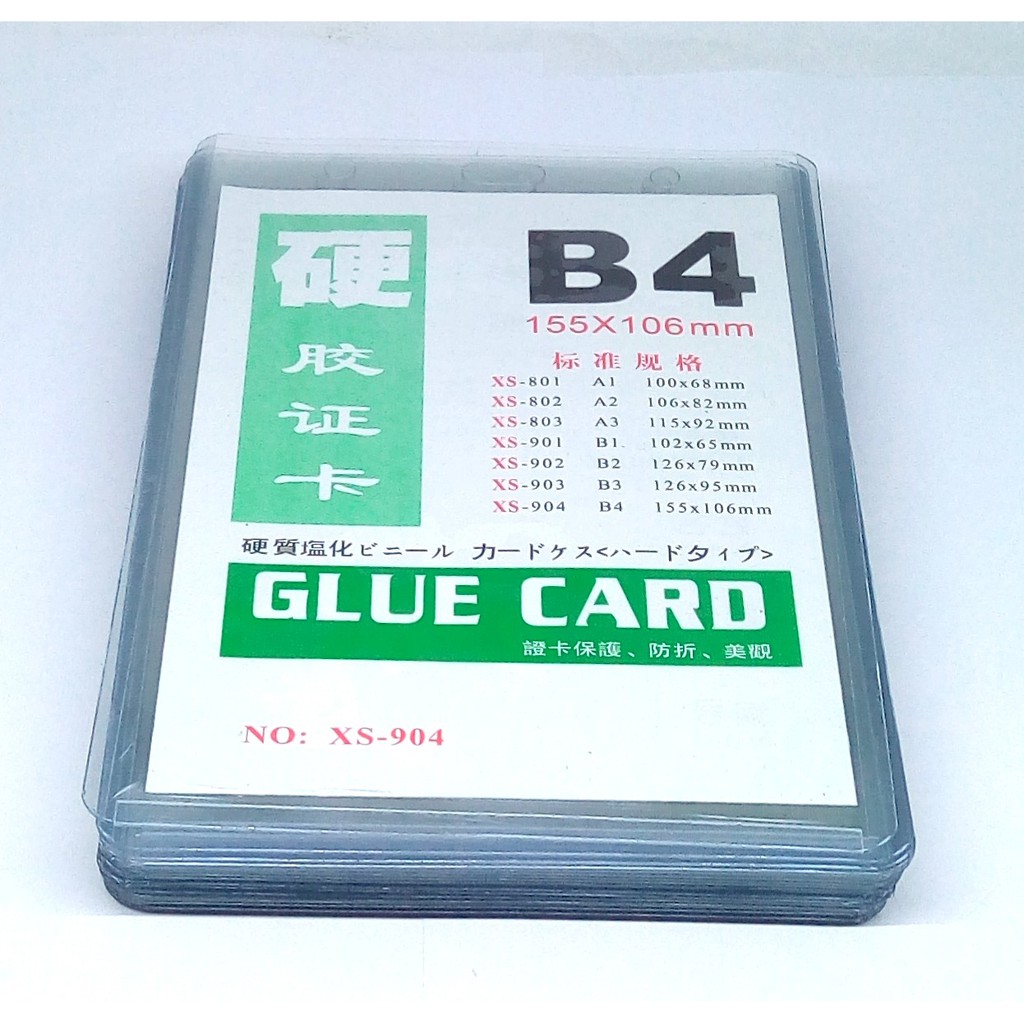 硬
胶
证
卡
B4
155X106mm
标准规格
XS-801 A1 100x68mm
XS-802 A2 106x82mm
XS-803 A3 115x92mm
XS-901 B1 102x65mm
XS-902 B2 126x79mm
XS-903 B3 126x95mm
XS-904 B4 155x106mm
硬質塩化ビニール カードケス<ハードタイプ>
GLUE CARD
證卡保護、防折、美觀
NO: XS-904